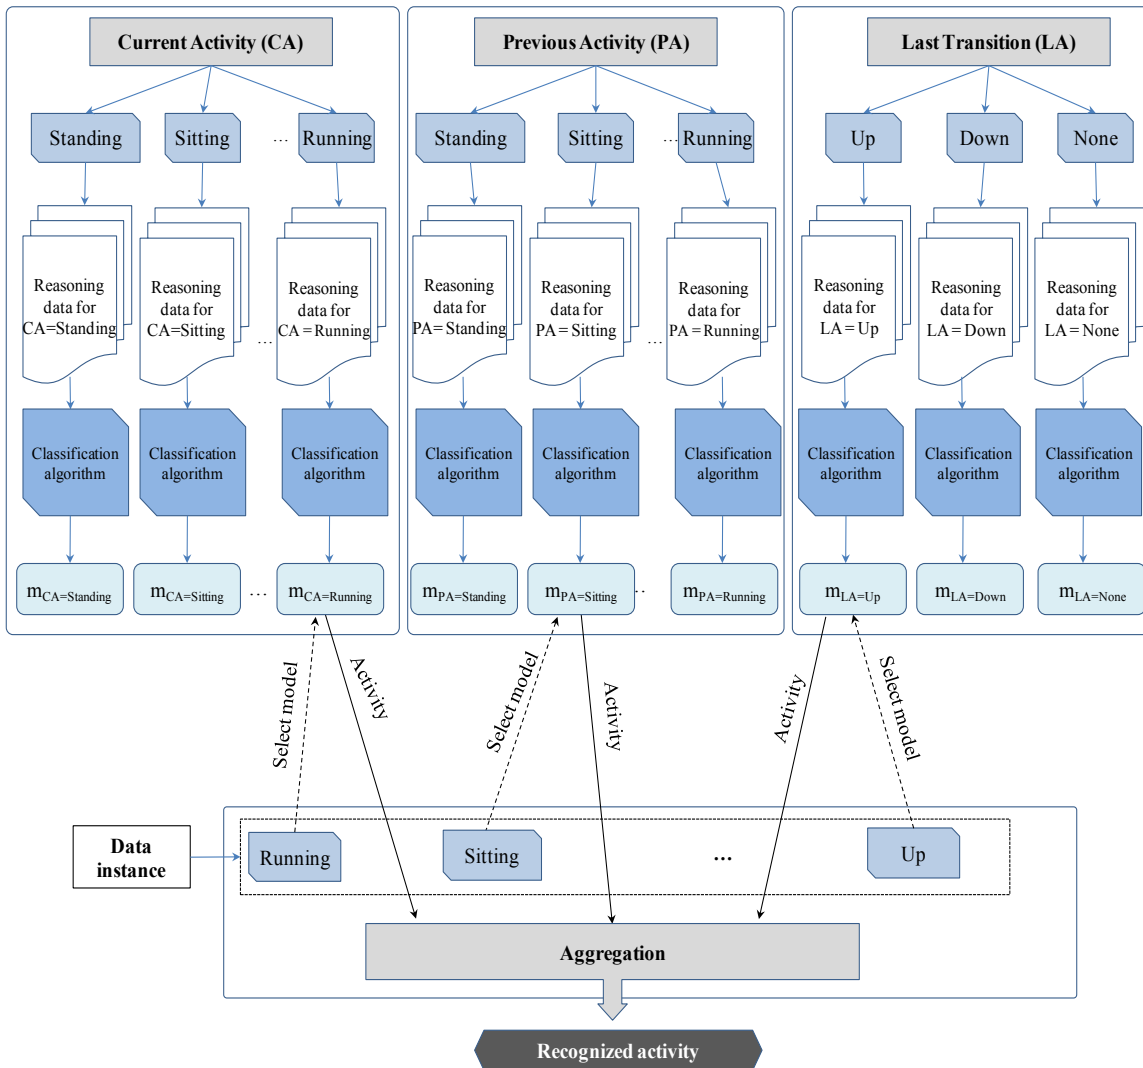 Current Activity (CA)
Previous Activity (PA)
Last Transition (LA)
Standing
Sitting
...
Running
Standing
Sitting
...
Running
Up
Down
None
Reasoning
data for
CA=Standing
Reasoning
data for
CA=Sitting
...
Reasoning
data for
CA=Running
Reasoning
data for
PA=Standing
Reasoning
data for
PA=Sitting
...
Reasoning
data for
PA=Running
Reasoning
data for
LA=Up
Reasoning
data for
LA=Down
Reasoning
data for
LA=None
Classification
algorithm
Classification
algorithm
Classification
algorithm
Classification
algorithm
Classification
algorithm
Classification
algorithm
Classification
algorithm
Classification
algorithm
Classification
algorithm
mCA=Standing
mCA=Sitting
...
mCA=Running
mPA=Standing
mPA=Sitting
..
mPA=Running
mLA=Up
mLA=Down
mLA=None
Select model
Activity
Select model
Activity
Activity
Select model
Data
instance
Running
Sitting
...
Up
Aggregation
Recognized activity